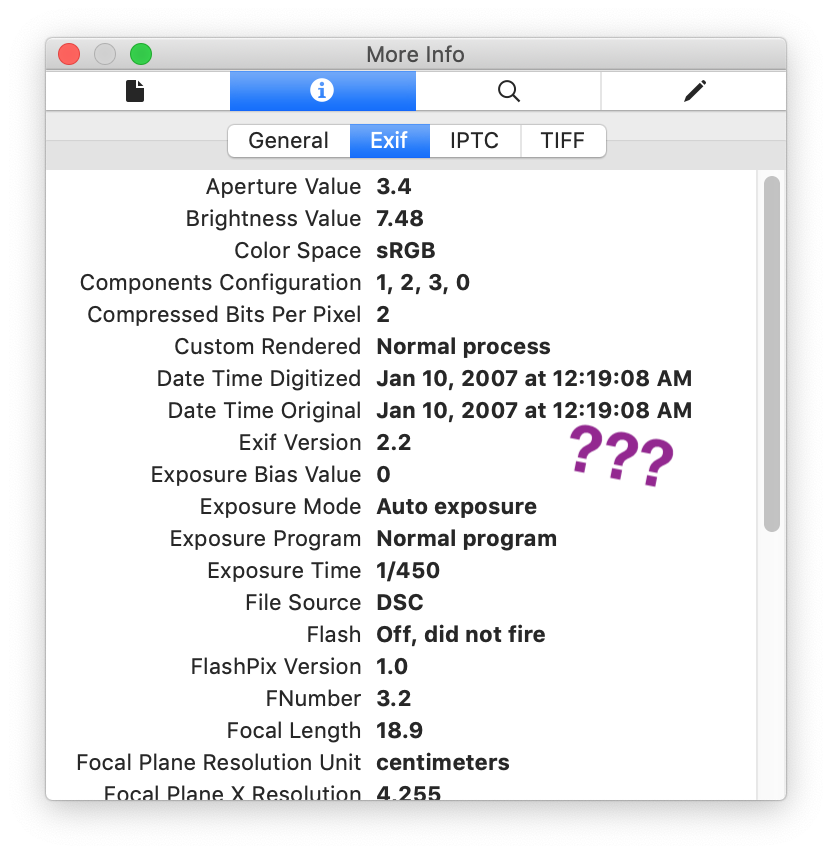 More Info
General Exif IPTC TIFF
Aperture Value 3.4
Brightness Value 7.48
Color Space sRGB
Components Configuration 1, 2, 3, 0
Compressed Bits Per Pixel 2
Custom Rendered Normal process
Date Time Digitized Jan 10, 2007 at 12:19:08 AM
Date Time Original Jan 10, 2007 at 12:19:08 AM
Exif Version 2.2
???
Exposure Bias Value 0
Exposure Mode Auto exposure
Exposure Program Normal program
Exposure Time 1/450
File Source DSC
Flash Off, did not fire
FlashPix Version 1.0
FNumber 3.2
Focal Length 18.9
Focal Plane Resolution Unit centimeters
Focal Plane X Resolution 4,255